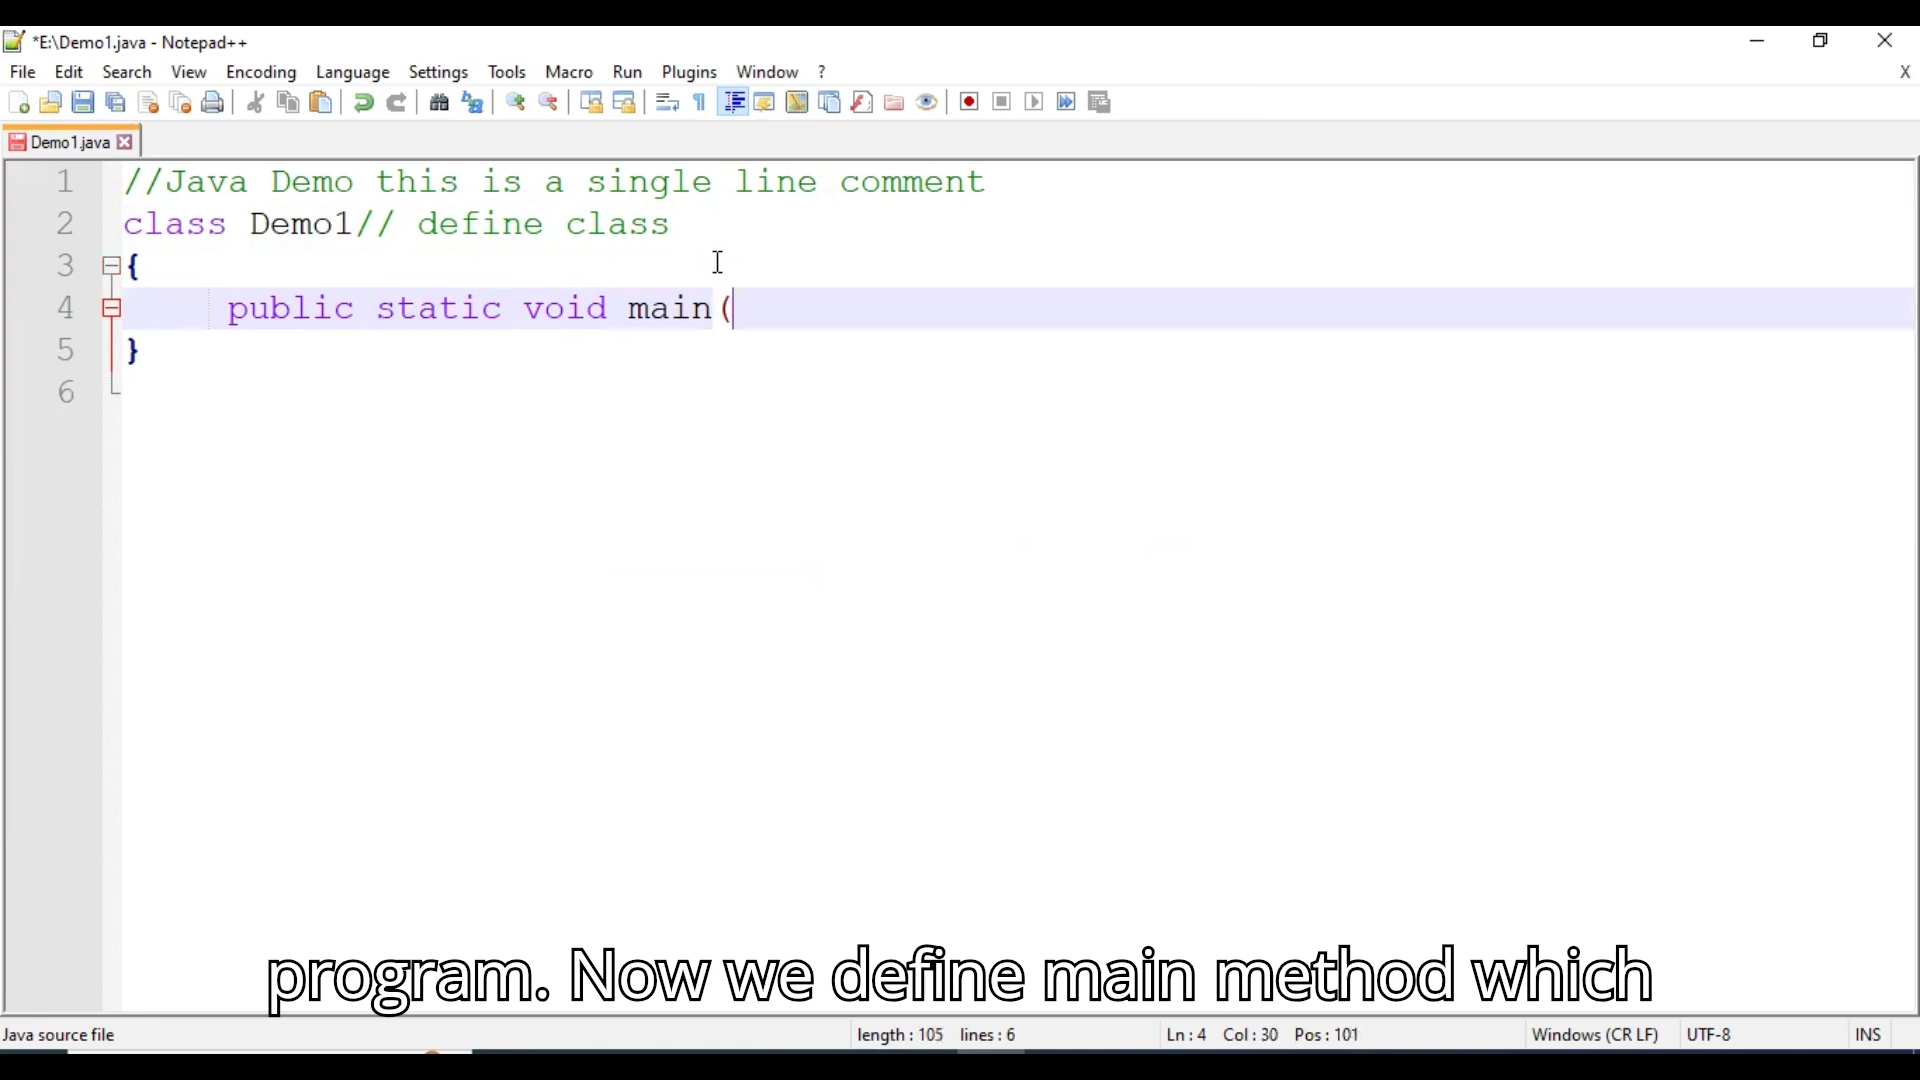 *E:\Demo1.java - Notepad++
File Edit Search View Encoding Language Settings Tools Macro Run Plugins Window ? X
Demo1.java
1 //Java Demo this is a single line comment
2 class Demo1// define class
3 {
4 public static void main(
5 }
6
program. Now we define main method which
Java source file length : 105 lines : 6 Ln : 4 Col : 30 Pos : 101 Windows (CR LF) UTF-8 INS